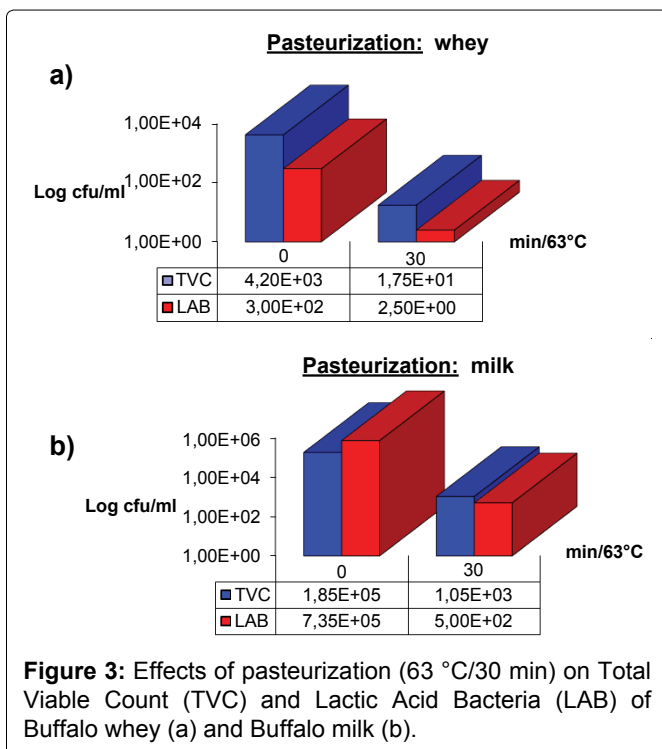 Pasteurization: whey
a)
1,00E+04
Log cfu/ml
1,00E+02
1,00E+00
min/63°C
0 30
TVC 4,20E+03 1,75E+01
LAB 3,00E+02 2,50E+00
Pasteurization: milk
b)
1,00E+06
1,00E+04
Log cfu/ml
1,00E+02
1,00E+00
min/63°C
0 30
TVC 1,85E+05 1,05E+03
LAB 7,35E+05 5,00E+02
Figure 3: Effects of pasteurization (63 °C/30 min) on Total
Viable Count (TVC) and Lactic Acid Bacteria (LAB) of
Buffalo whey (a) and Buffalo milk (b).